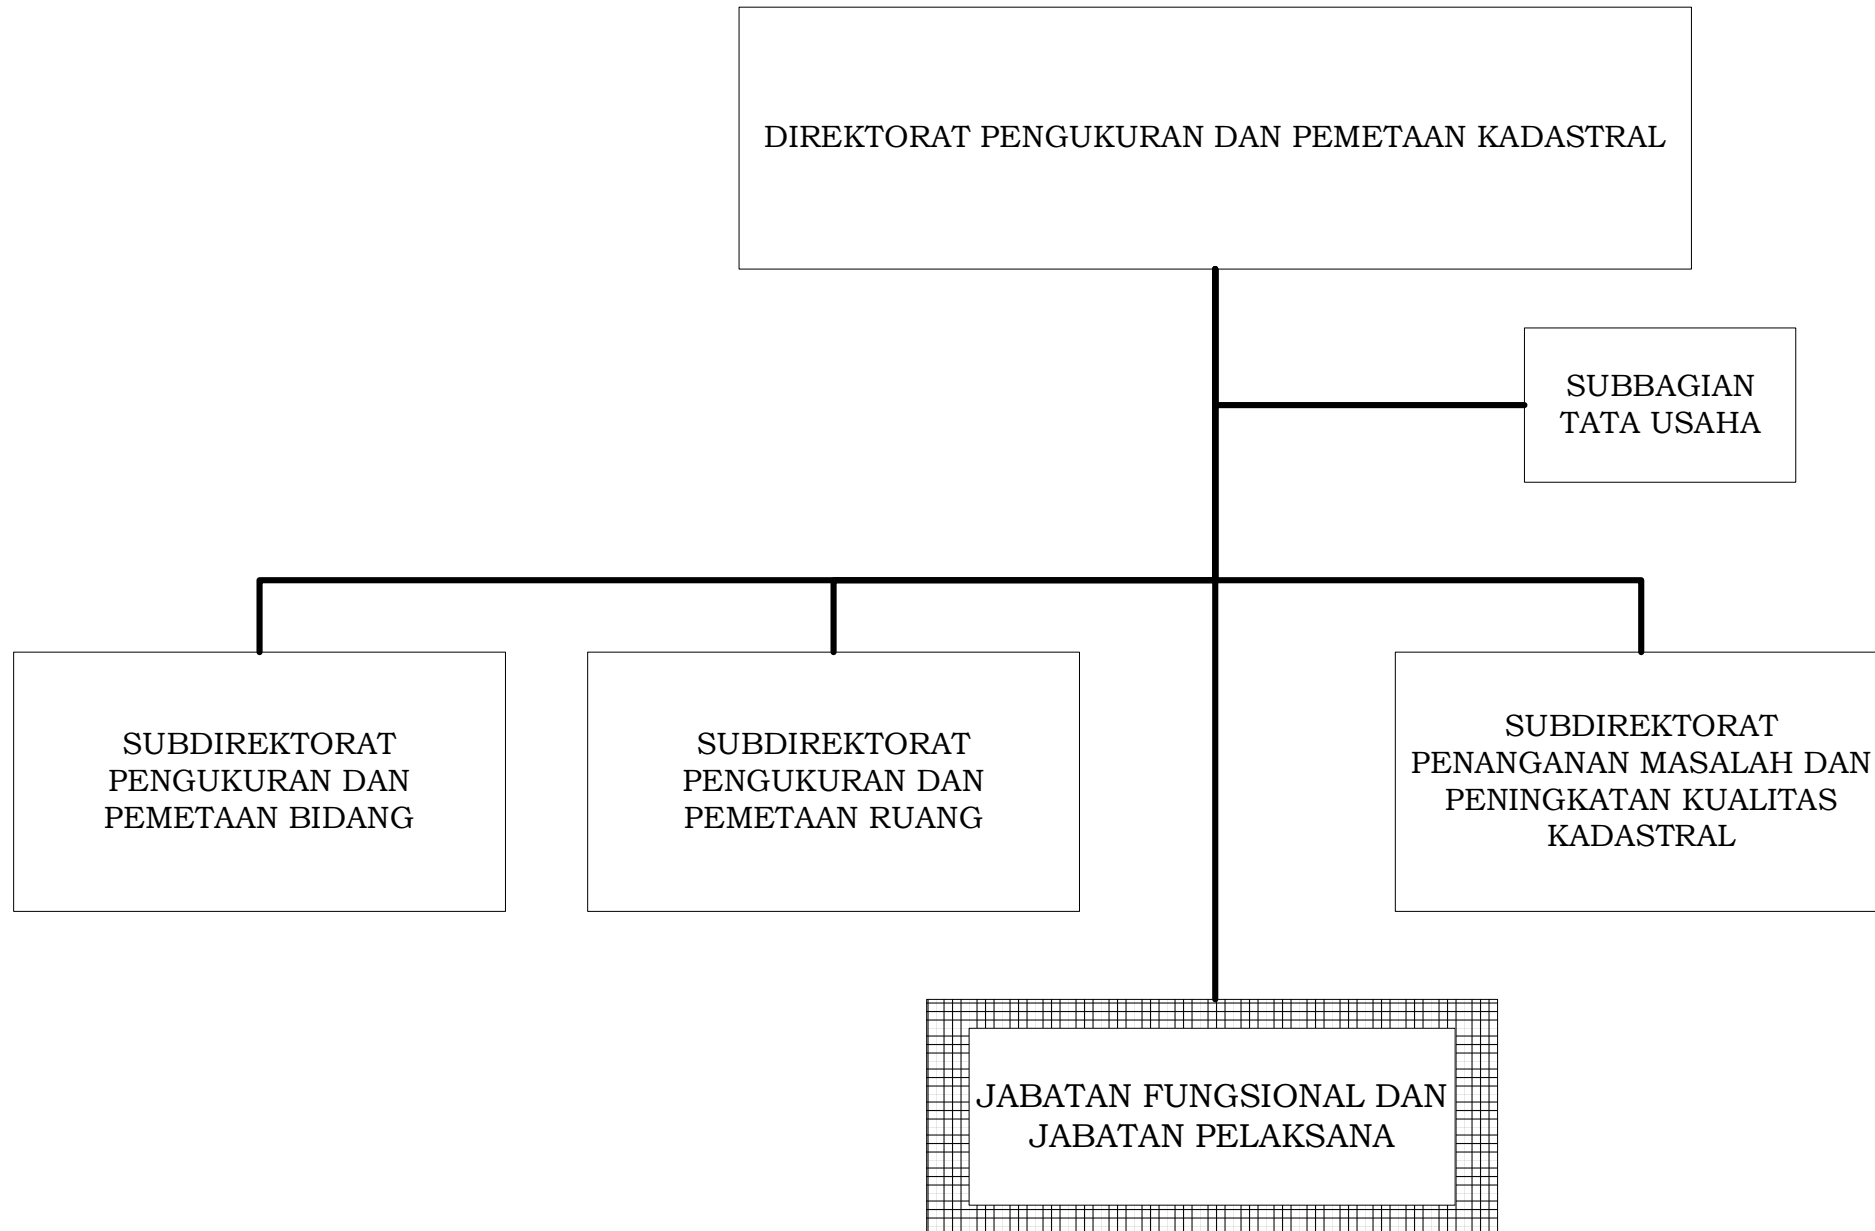 DIREKTORAT PENGUKURAN DAN PEMETAAN KADASTRAL
SUBBAGIAN
TATA USAHA
SUBDIREKTORAT
PENGUKURAN DAN
PEMETAAN BIDANG
SUBDIREKTORAT
PENGUKURAN DAN
PEMETAAN RUANG
SUBDIREKTORAT
PENANGANAN MASALAH DAN
PENINGKATAN KUALITAS
KADASTRAL
JABATAN FUNGSIONAL DAN
JABATAN PELAKSANA